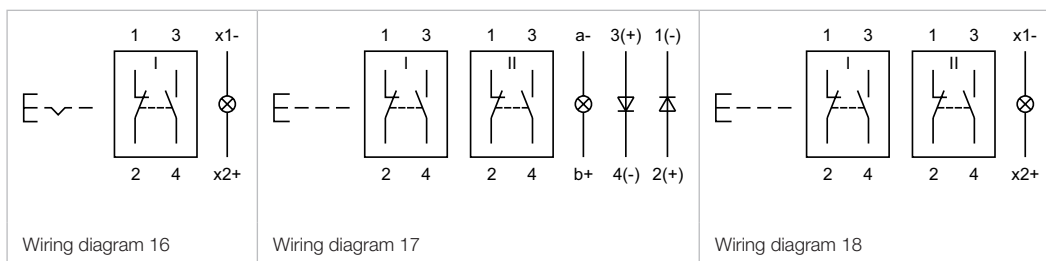 1 3 x1-
I
2 4 x2+
Wiring diagram 16
1 3 1 3 a- 3(+) 1(-)
I II
2 4 2 4 b+ 4(-) 2(+)
Wiring diagram 17
1 3 1 3 x1-
I II
2 4 2 4 x2+
Wiring diagram 18